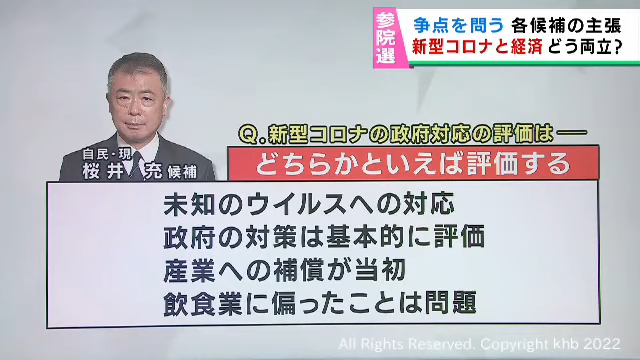 参院選
争点を問う 各候補の主張
新型コロナと経済 どう両立?
自民・現
桜井 充 候補
Q.新型コロナの政府対応の評価は──
どちらかといえば評価する
未知のウイルスへの対応
政府の対策は基本的に評価
産業への補償が当初
飲食業に偏ったことは問題
All Rights Reserved. Copyright khb 2022